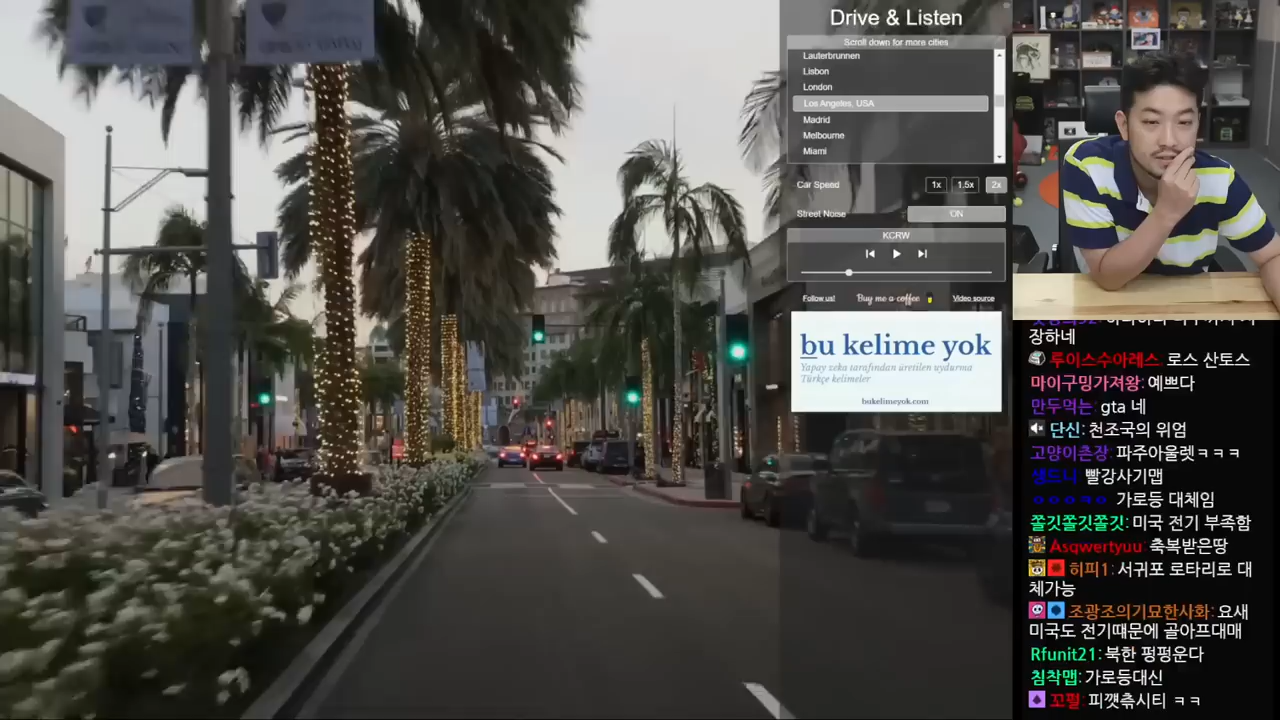 Drive & Listen
Scroll down for more cities
Lauterbrunnen
Lisbon
London
Los Angeles, USA
Madrid
Melbourne
Miami
Car Speed
1x
1.5x
2x
Street Noise
ON
KCRW
Follow us!
Buy me a coffee
Video source
bu kelime yok
Yapay zeka tarafından üretilen uydurma
Türkçe kelimeler
bukelimeyok.com
장하네
루이스수아레스: 로스 산토스
마이구밍가져왕: 예쁘다
만두먹는: gta 네
단신: 천조국의 위엄
고양이촌장: 파주아울렛ㅋㅋㅋ
생드니: 빨강사기맵
ㅇㅇㅇㅋㅇ: 가로등 대체임
쫄깃쫄깃쫄깃: 미국 전기 부족함
Asqwertyuu: 축복받은땅
히피1: 서귀포 로타리로 대
체가능
조광조의기묘한사화: 요새
미국도 전기떄문에 골아프대매
Rfunit21: 북한 펑펑운다
침착맵: 가로등대신
꼬펄: 피깻츅시티 ㅋㅋ